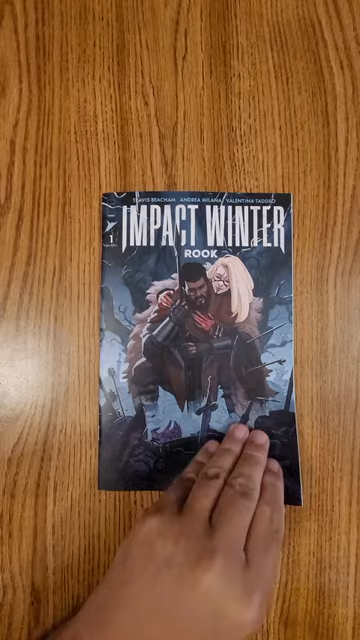 TRAVIS BEACHAM ANDREA MILANA VALENTINA TADDEO
IMPACT WINTER
1
ROOK